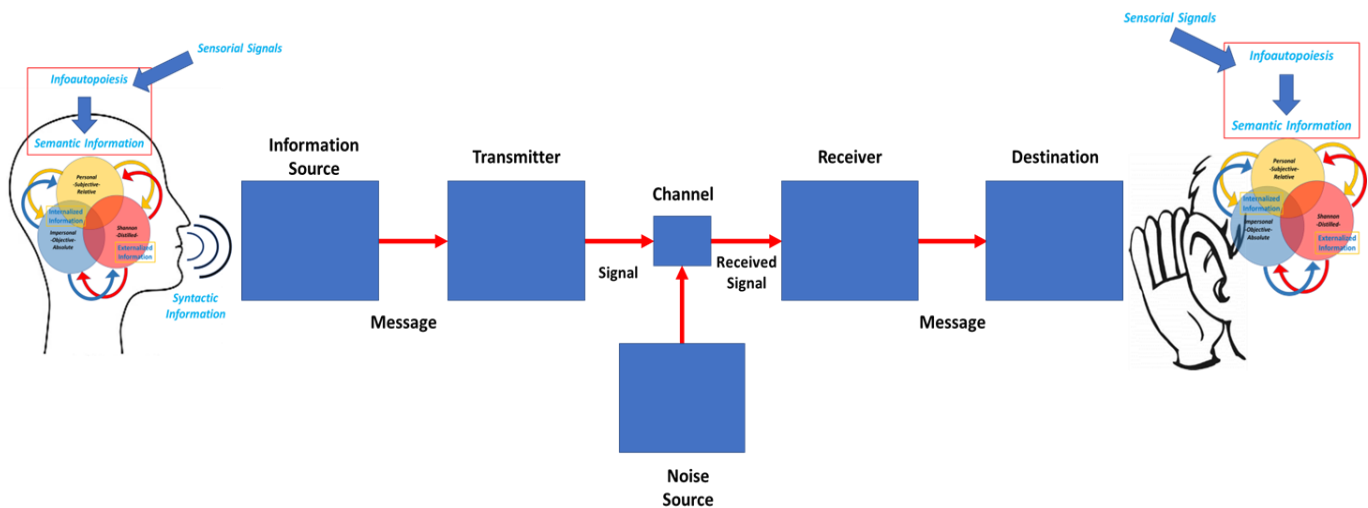 Sensorial Signals
Infoautopoiesis
Semantic Information
Personal
-Subjective-
Relative
Internalized
Information
Impersonal
-Objective-
Absolute
Shannon
-Distilled-
Externalized
Information
Syntactic
Information
Information
Source
Message
Transmitter
Signal
Channel
Received
Signal
Noise
Source
Receiver
Message
Destination
Sensorial Signals
Infoautopoiesis
Semantic Information
Personal
-Subjective-
Relative
Internalized
Information
Impersonal
-Objective-
Absolute
Shannon
-Distilled-
Externalized
Information